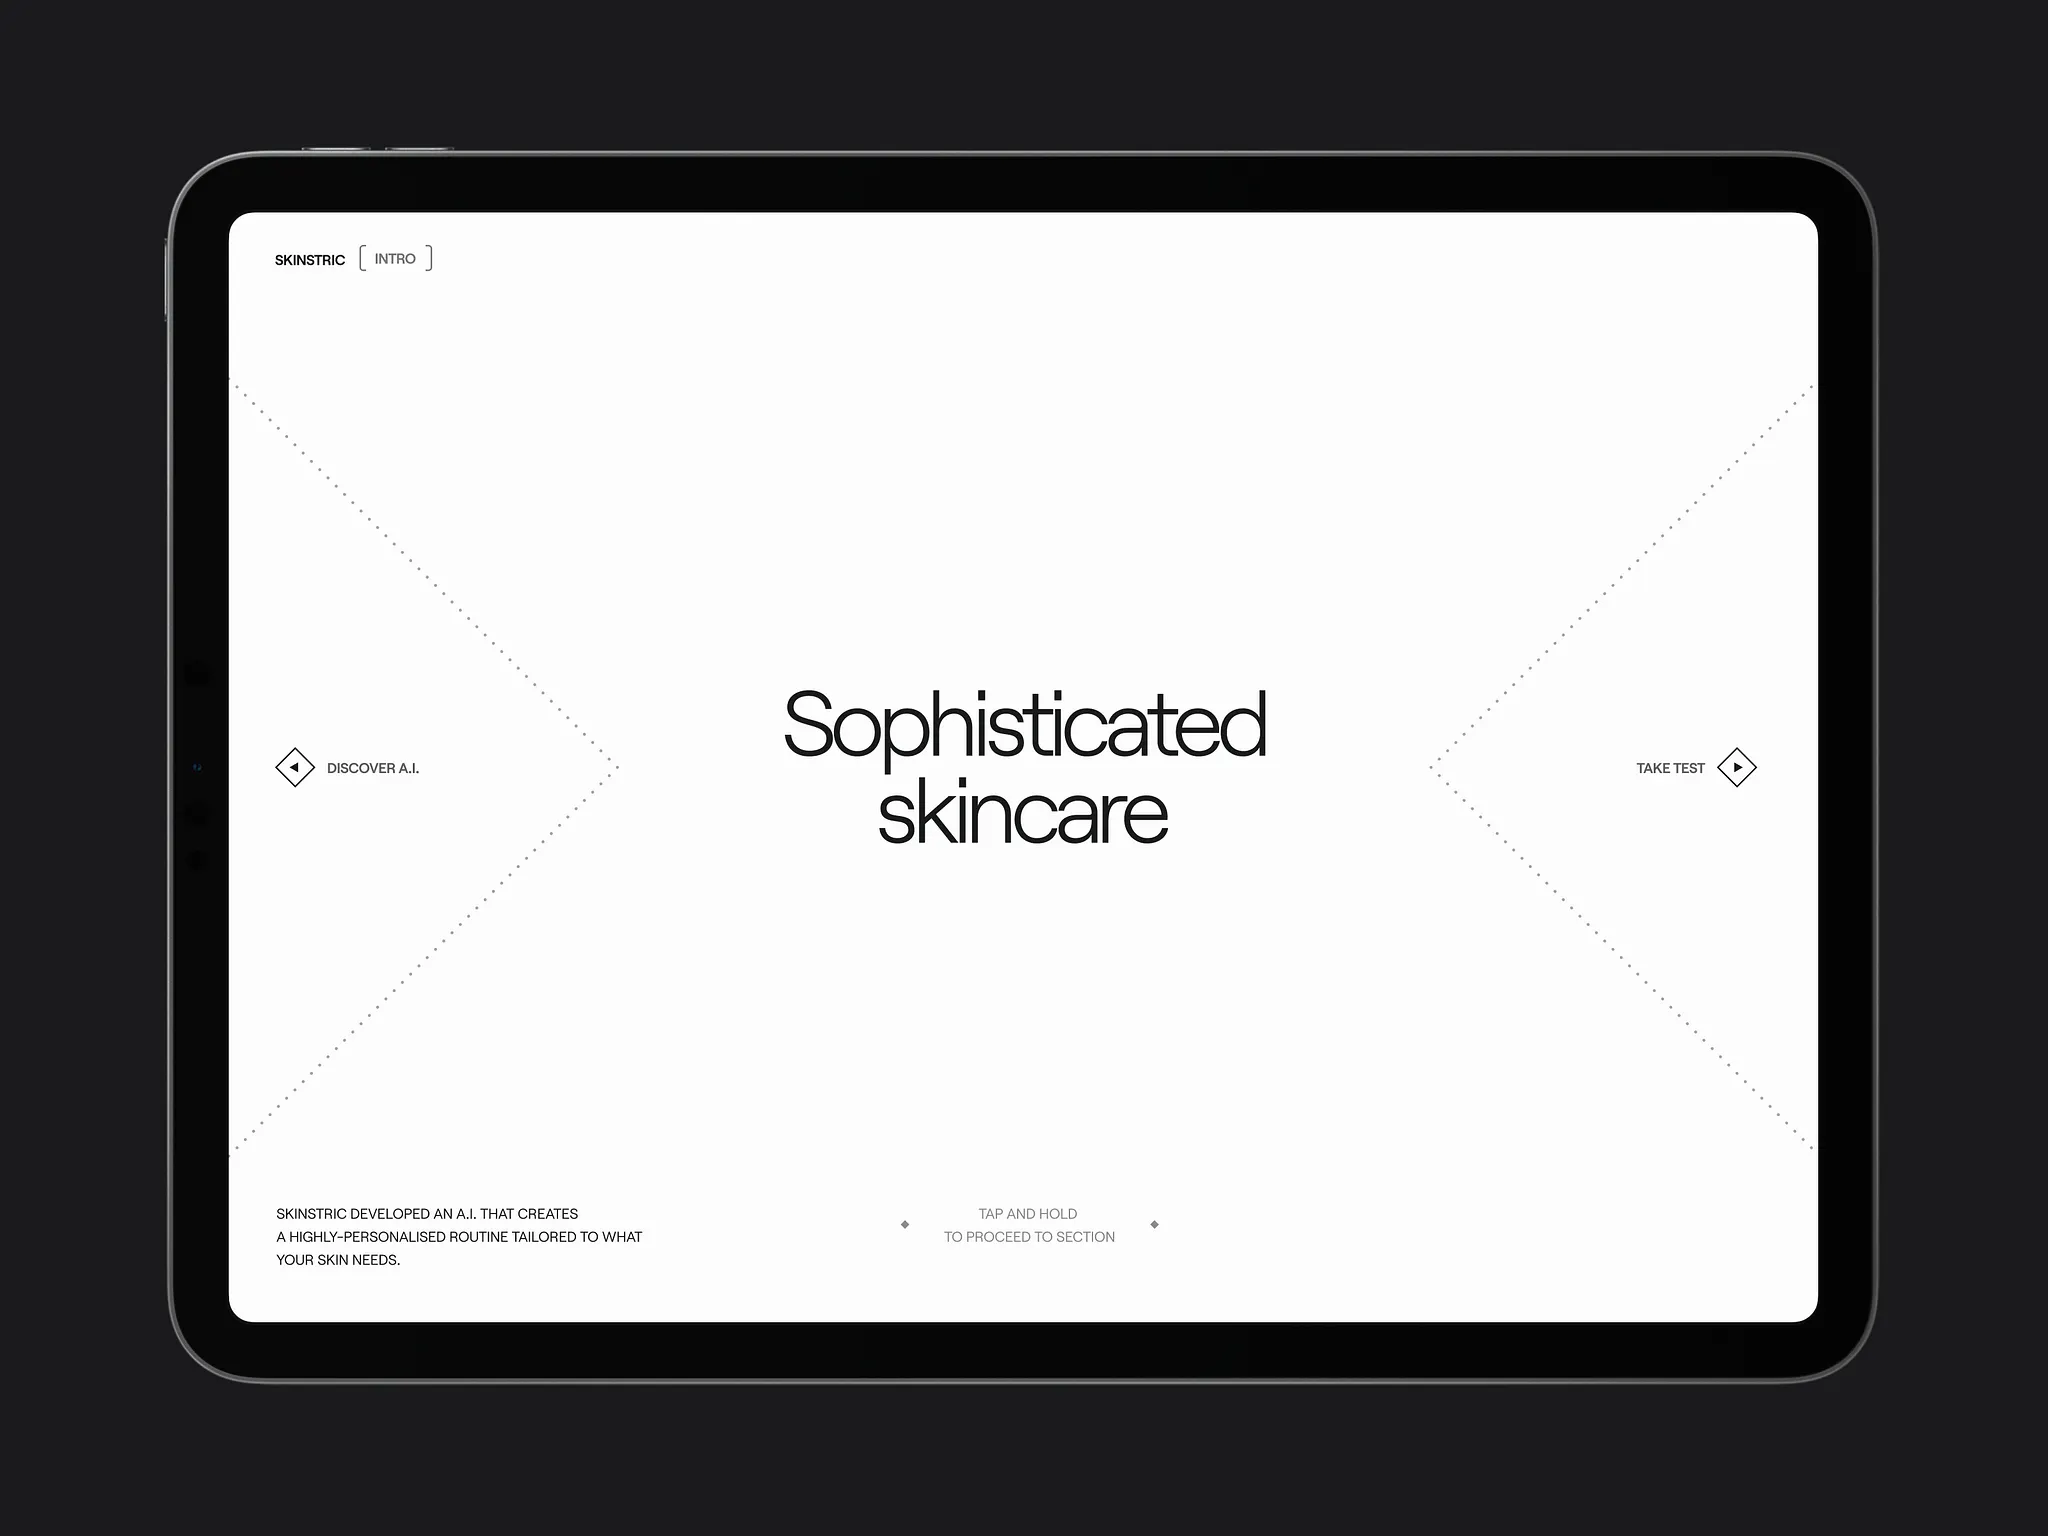 SKINSTRIC [ INTRO ]
Sophisticated
skincare
DISCOVER A.I.
TAKE TEST
SKINSTRIC DEVELOPED AN A.I. THAT CREATES
A HIGHLY-PERSONALISED ROUTINE TAILORED TO WHAT
YOUR SKIN NEEDS.
TAP AND HOLD
TO PROCEED TO SECTION